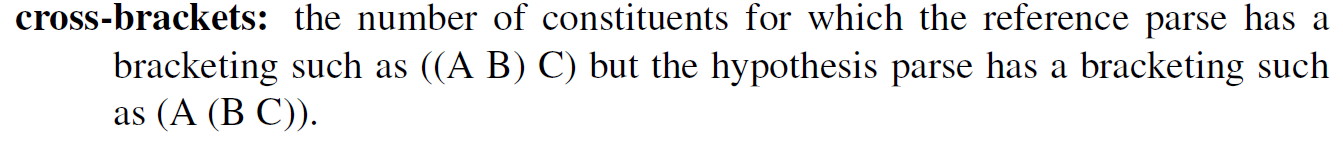 cross-brackets: the number of constituents for which the reference parse has a
bracketing such as ((A B) C) but the hypothesis parse has a bracketing such
as (A (B C)).